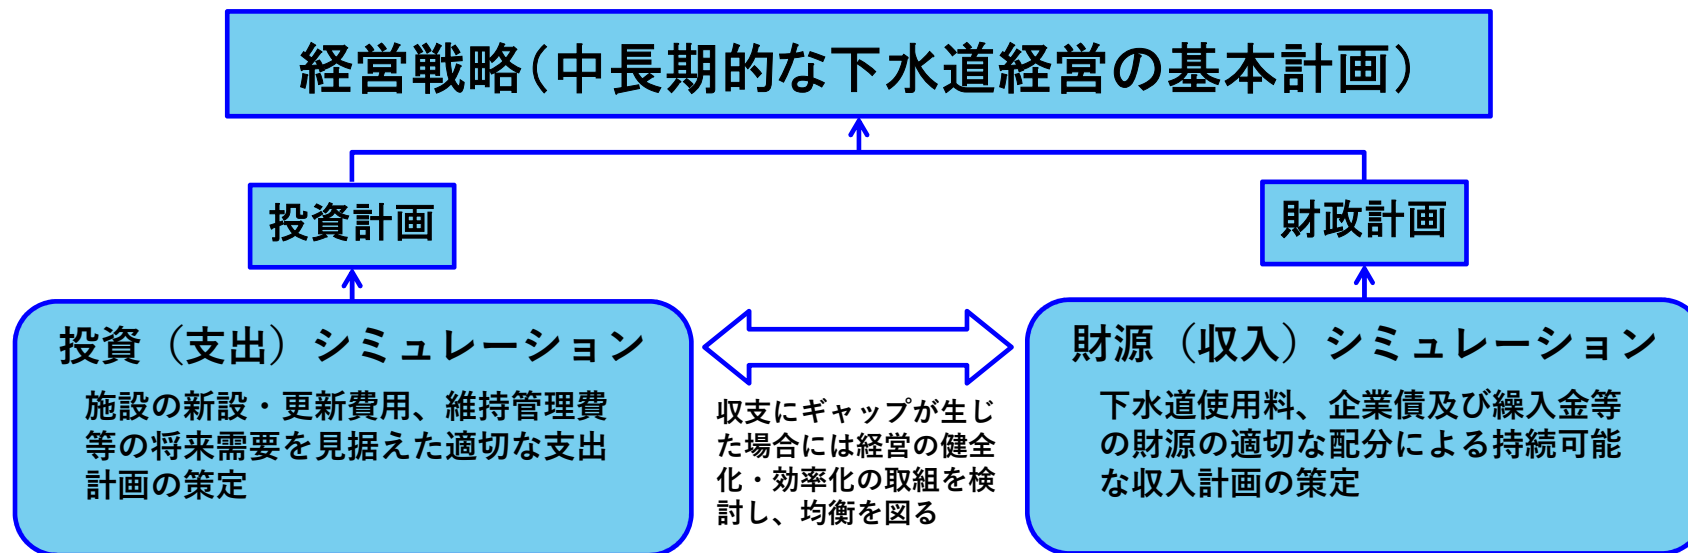 経営戦略(中長期的な下水道経営の基本計画)
投資計画
財政計画
投資(支出)シミュレーション
施設の新設・更新費用、維持管理費
等の将来需要を見据えた適切な支出
計画の策定
収支にギャップが生じ
た場合には経営の健全
化・効率化の取組を検
討し、均衡を図る
財源(収入)シミュレーション
下水道使用料、企業債及び繰入金等
の財源の適切な配分による持続可能
な収入計画の策定